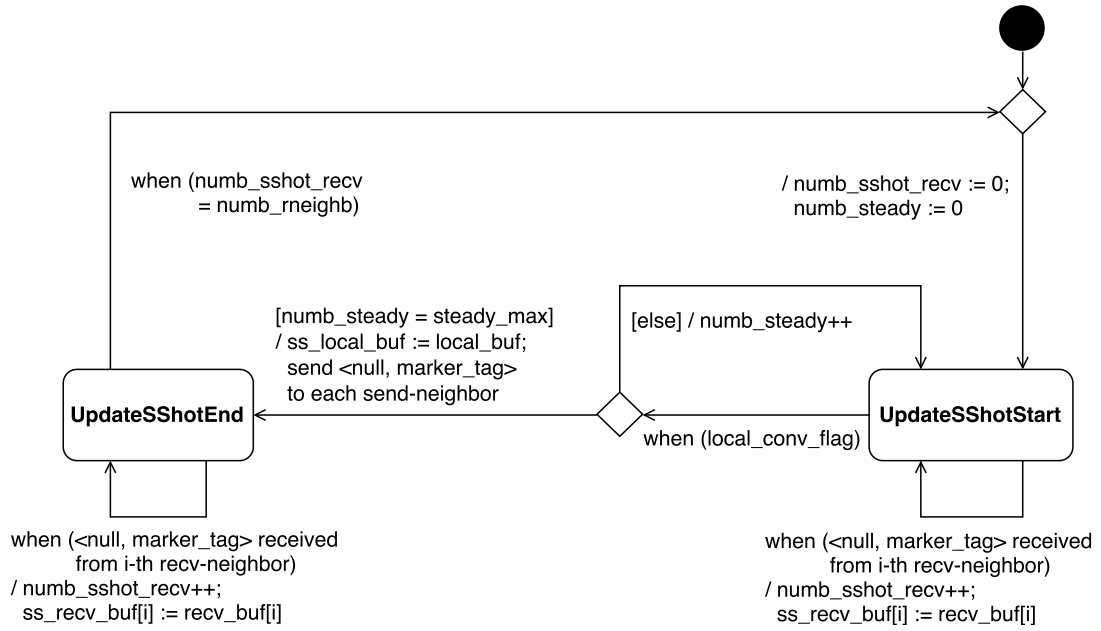 when (numb_sshot_recv
= numb_rneighb)
/ numb_sshot_recv := 0;
numb_steady := 0
[numb_steady = steady_max]
/ ss_local_buf := local_buf;
send <null, marker_tag>
to each send-neighbor
[else] / numb_steady++
UpdateSShotEnd
when (local_conv_flag)
UpdateSShotStart
when (<null, marker_tag> received
from i-th recv-neighbor)
/ numb_sshot_recv++;
ss_recv_buf[i] := recv_buf[i]
when (<null, marker_tag> received
from i-th recv-neighbor)
/ numb_sshot_recv++;
ss_recv_buf[i] := recv_buf[i]